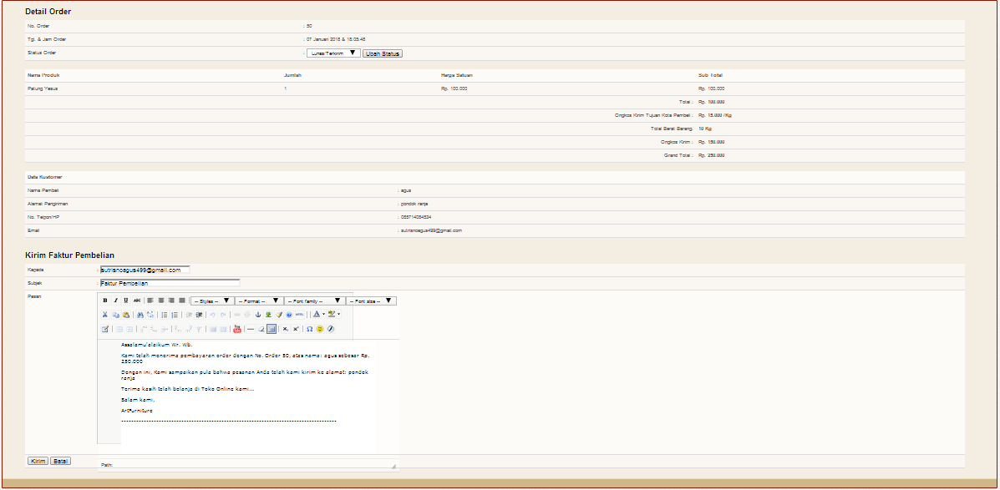 Detail Order
No. Order : 50
Tgl. & Jam Order : 07 Januari 2018 & 18:05:48
Status Order : Lunas/Terkirim Ubah Status
Nama Produk Jumlah Harga Satuan Sub Total
Patung Yesus 1 Rp. 100.000 Rp. 100.000
Total : Rp. 100.000
Ongkos Kirim Tujuan Kota Pembeli : Rp. 15.000 /Kg
Total Berat Barang: 10 Kg
Ongkos Kirim : Rp. 150.000
Grand Total : Rp. 250.000
Data Kustomer
Nama Pembeli : agus
Alamat Pengiriman : pondok ranja
No. Telpon/HP
Email : sutrisnoagus499@gmail.com
Kirim Faktur Pembelian
Kepada : sutrisnoagus499@gmail.com
Subjek : Faktur Pembelian
Pesan
B I U ABC -- Styles -- -- Format -- -- Font family -- -- Font size --
HTML
Assalamu'alaikum Wr. Wb.
Kami telah menerima pembayaran order dengan No. Order 50, atas nama: agus sebesar Rp.
250.000
Dengan ini, Kami sampaikan pula bahwa pesanan Anda telah kami kirim ke alamat: pondok
ranja
Terima kasih telah belanja di Toko Online kami...
Salam kami,
ArtFurniture
Kirim Batal Path: